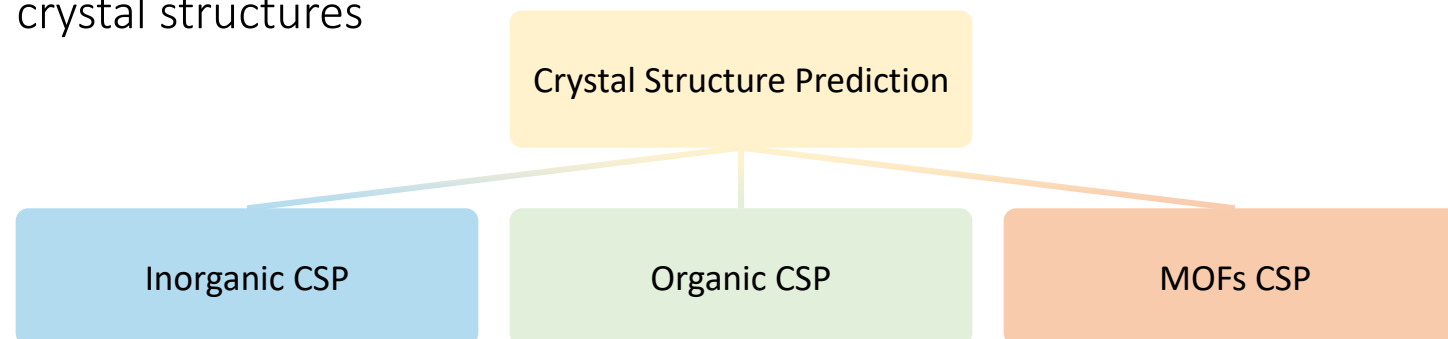 crystal structures
Crystal Structure Prediction
Inorganic CSP
Organic CSP
MOFs CSP